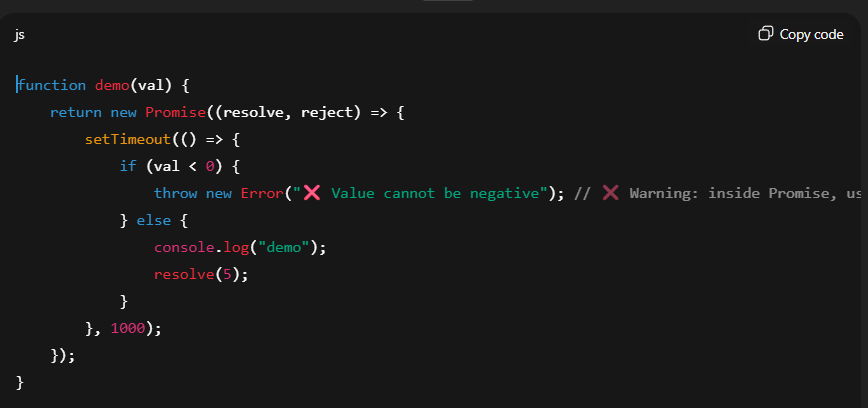 js
Copy code
function demo(val) {
    return new Promise((resolve, reject) => {
        setTimeout(() => {
            if (val < 0) {
                throw new Error("❌ Value cannot be negative"); // ❌ Warning: inside Promise, us
            } else {
                console.log("demo");
                resolve(5);
            }
        }, 1000);
    });
}